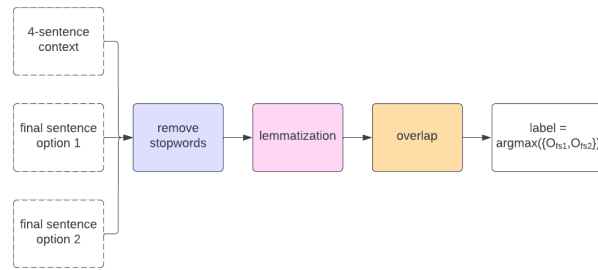 4-sentence
context
final sentence
option 1
final sentence
option 2
remove
stopwords
lemmatization
overlap
label =
argmax({Ofs1,Ofs2})